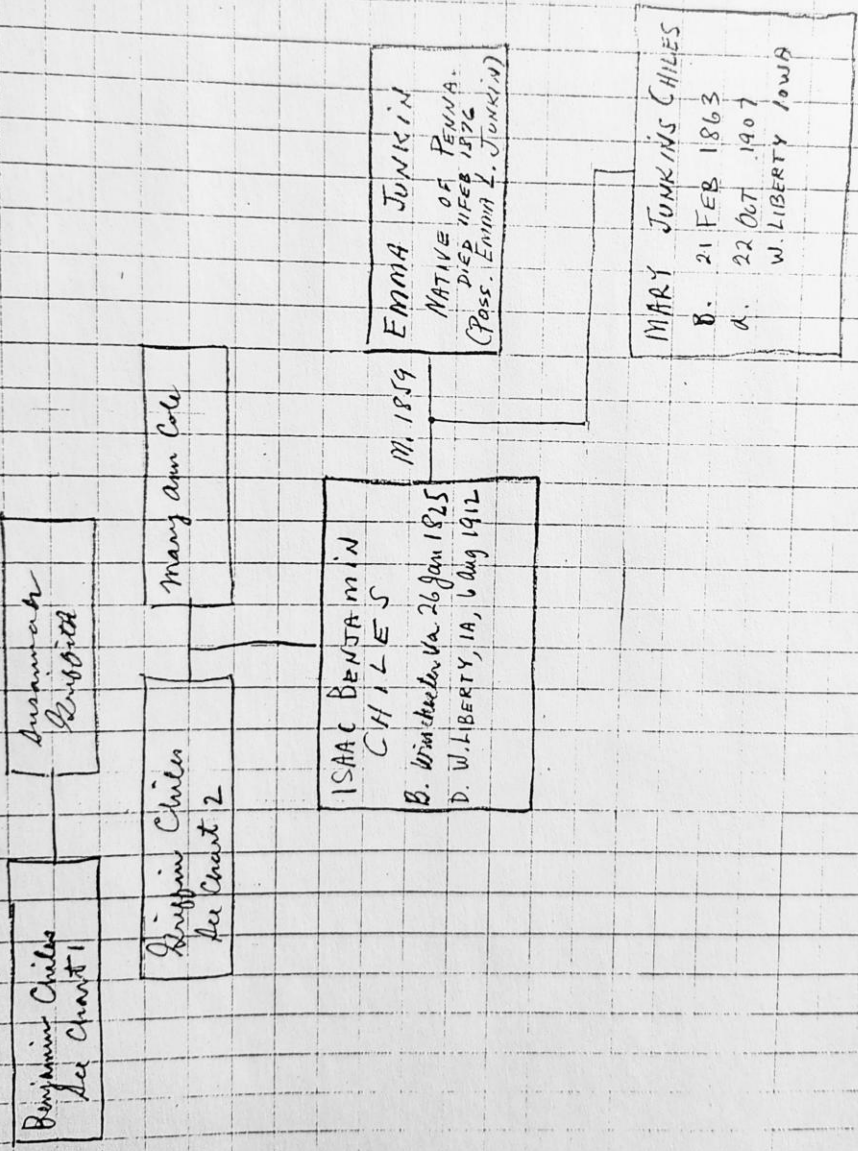 Benjamin Chiles
See Chart 1
Susannah
Griffith
Griffin Chiles
See Chart 2
Mary Ann Cole
ISAAC BENJAMIN
CHILES
B. Winchester Va 26 Jan 1825
D. W. LIBERTY, IA, 6 Aug 1912
M. 1859
EMMA JUNKIN
NATIVE OF PENNA.
DIED 11 FEB 1876
(Poss. EMMA L. JUNKIN)
MARY JUNKINS CHILES
B. 21 FEB 1863
d. 22 OCT 1907
W. LIBERTY IOWA